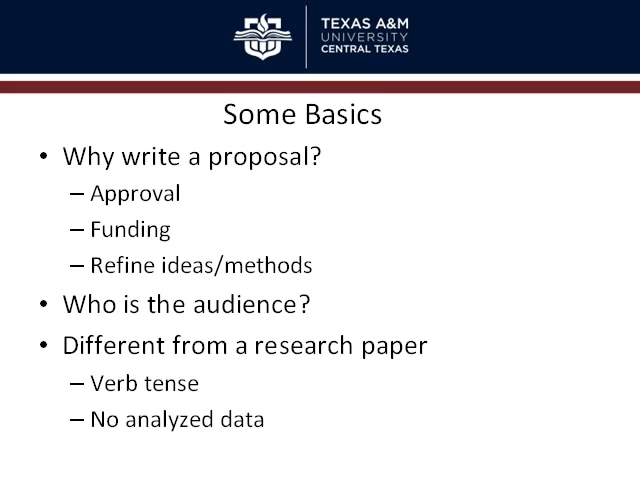 TEXAS A&M
UNIVERSITY
CENTRAL TEXAS
Some Basics
• Why write a proposal?
– Approval
– Funding
– Refine ideas/methods
• Who is the audience?
• Different from a research paper
– Verb tense
– No analyzed data